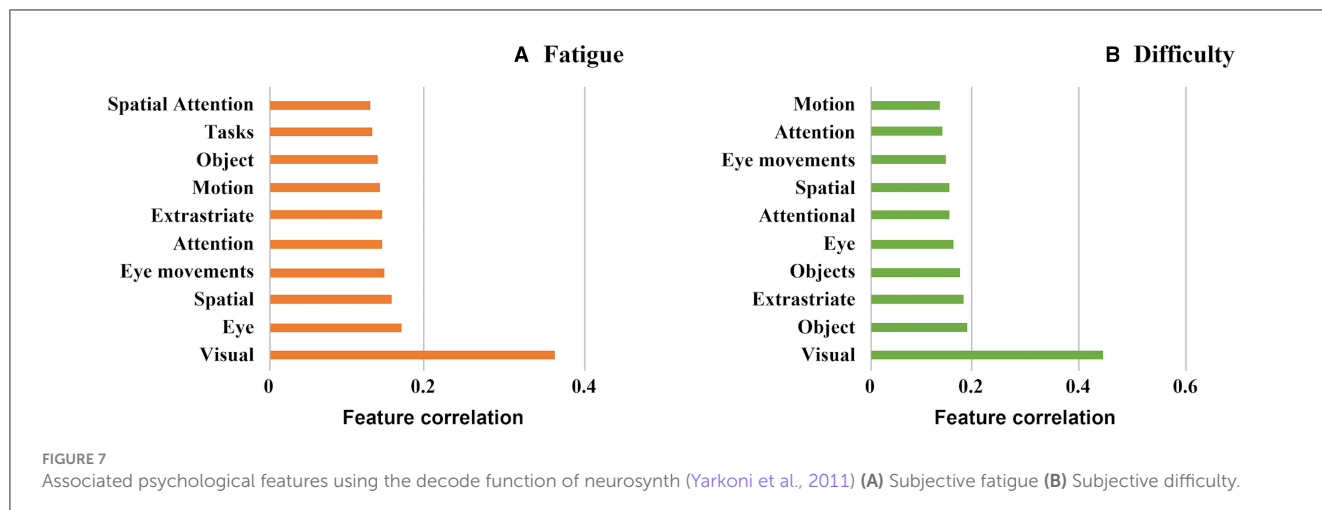 A Fatigue
Spatial Attention
Tasks
Object
Motion
Extrastriate
Attention
Eye movements
Spatial
Eye
Visual
0 0.2 0.4
Feature correlation
B Difficulty
Motion
Attention
Eye movements
Spatial
Attentional
Eye
Objects
Extrastriate
Object
Visual
0 0.2 0.4 0.6
Feature correlation
FIGURE 7
Associated psychological features using the decode function of neurosynth (Yarkoni et al., 2011) (A) Subjective fatigue (B) Subjective difficulty.